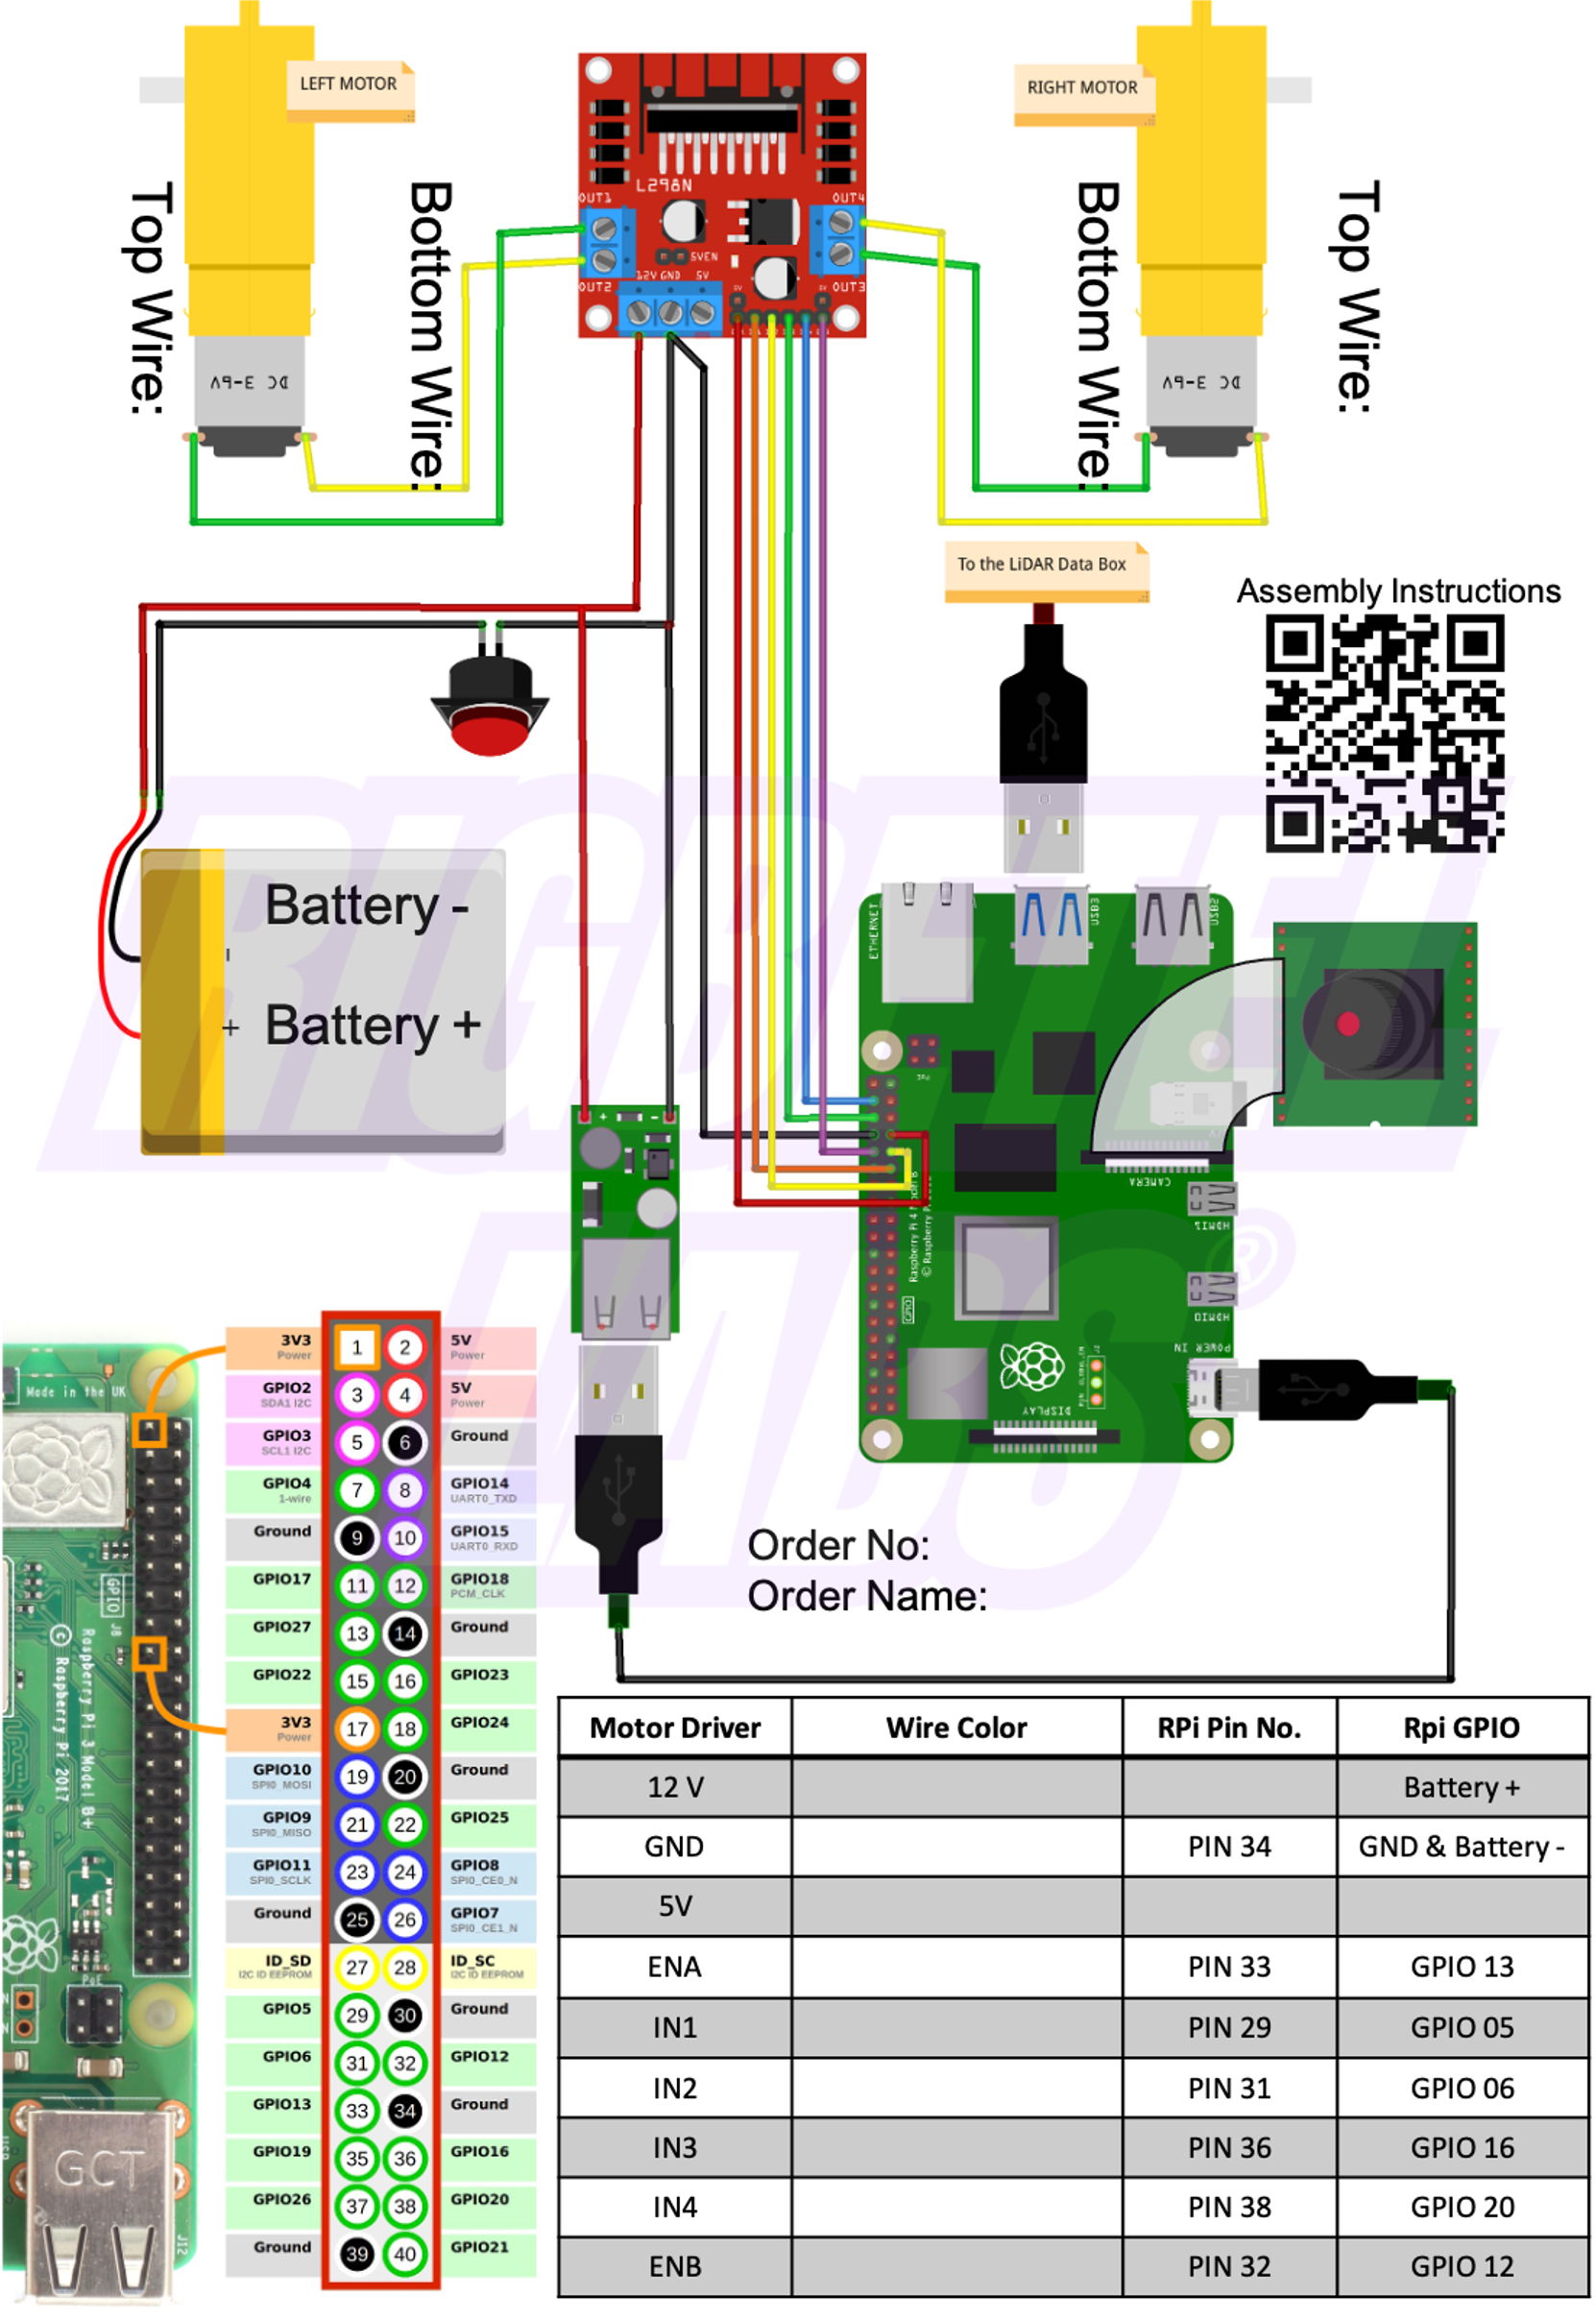 LEFT MOTOR
RIGHT MOTOR
Top Wire:
Bottom Wire:
Bottom Wire:
Top Wire:
L298N
OUT1
OUT4
OUT2
OUT3
5VEN
12V GND 5V
5V
5V
DC 3-6V
DC 3-6V
To the LiDAR Data Box
Assembly Instructions
Battery -
-
+ Battery +
RIGBETEL
LABS®
ETHERNET
USB3
USB2
PoE
+ -
CAMERA
HDMI1
HDMI0
POWER IN
DISPLAY
GPIO
Raspberry Pi 4 Model B
© Raspberry Pi
Order No:
Order Name:
Made in the UK
GPIO
J8
Raspberry Pi 3 Model B+
© Raspberry Pi 2017
PoE
GCT
J12
3V3 Power 1 2 5V Power
GPIO2 SDA1 I2C 3 4 5V Power
GPIO3 SCL1 I2C 5 6 Ground
GPIO4 1-wire 7 8 GPIO14 UART0_TXD
Ground 9 10 GPIO15 UART0_RXD
GPIO17 11 12 GPIO18 PCM_CLK
GPIO27 13 14 Ground
GPIO22 15 16 GPIO23
3V3 Power 17 18 GPIO24
GPIO10 SPI0_MOSI 19 20 Ground
GPIO9 SPI0_MISO 21 22 GPIO25
GPIO11 SPI0_SCLK 23 24 GPIO8 SPI0_CE0_N
Ground 25 26 GPIO7 SPI0_CE1_N
ID_SD I2C ID EEPROM 27 28 ID_SC I2C ID EEPROM
GPIO5 29 30 Ground
GPIO6 31 32 GPIO12
GPIO13 33 34 Ground
GPIO19 35 36 GPIO16
GPIO26 37 38 GPIO20
Ground 39 40 GPIO21
Motor Driver Wire Color RPi Pin No. Rpi GPIO
12 V Battery +
GND PIN 34 GND & Battery -
5V
ENA PIN 33 GPIO 13
IN1 PIN 29 GPIO 05
IN2 PIN 31 GPIO 06
IN3 PIN 36 GPIO 16
IN4 PIN 38 GPIO 20
ENB PIN 32 GPIO 12